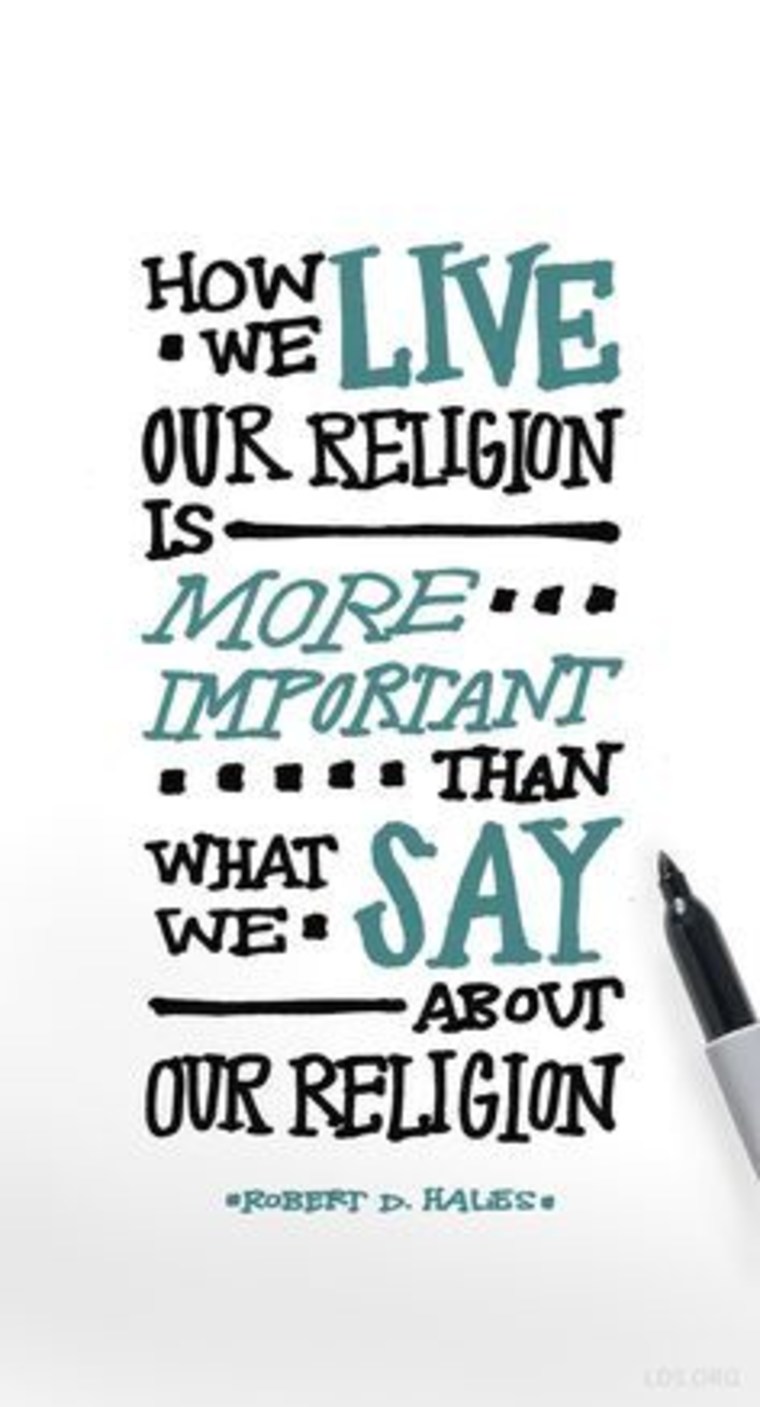 HOW WE LIVE
OUR RELIGION
IS
MORE
IMPORTANT
THAN
WHAT WE SAY
ABOUT
OUR RELIGION
ROBERT D. HALES
LDS.ORG